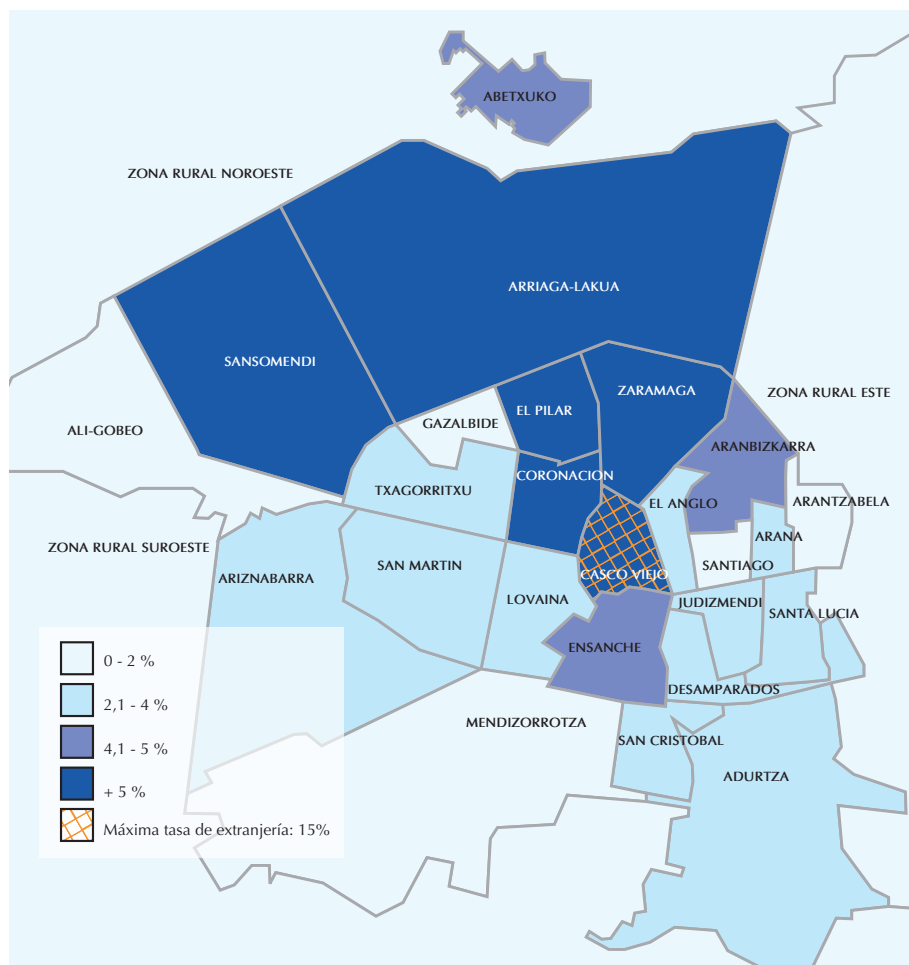 ABETXUKO
ZONA RURAL NOROESTE
ARRIAGA-LAKUA
SANSOMENDI
ZARAMAGA
ZONA RURAL ESTE
EL PILAR
GAZALBIDE
ALI-GOBEO
ARANBIZKARRA
CORONACION
TXAGORRITXU
EL ANGLO
ARANTZABELA
ARANA
ZONA RURAL SUROESTE
SANTIAGO
SAN MARTIN
CASCO VIEJO
ARIZNABARRA
LOVAINA
JUDIZMENDI
SANTA LUCIA
ENSANCHE
DESAMPARADOS
MENDIZORROTZA
SAN CRISTOBAL
ADURTZA
0 - 2 %
2,1 - 4 %
4,1 - 5 %
+ 5 %
Máxima tasa de extranjería: 15%